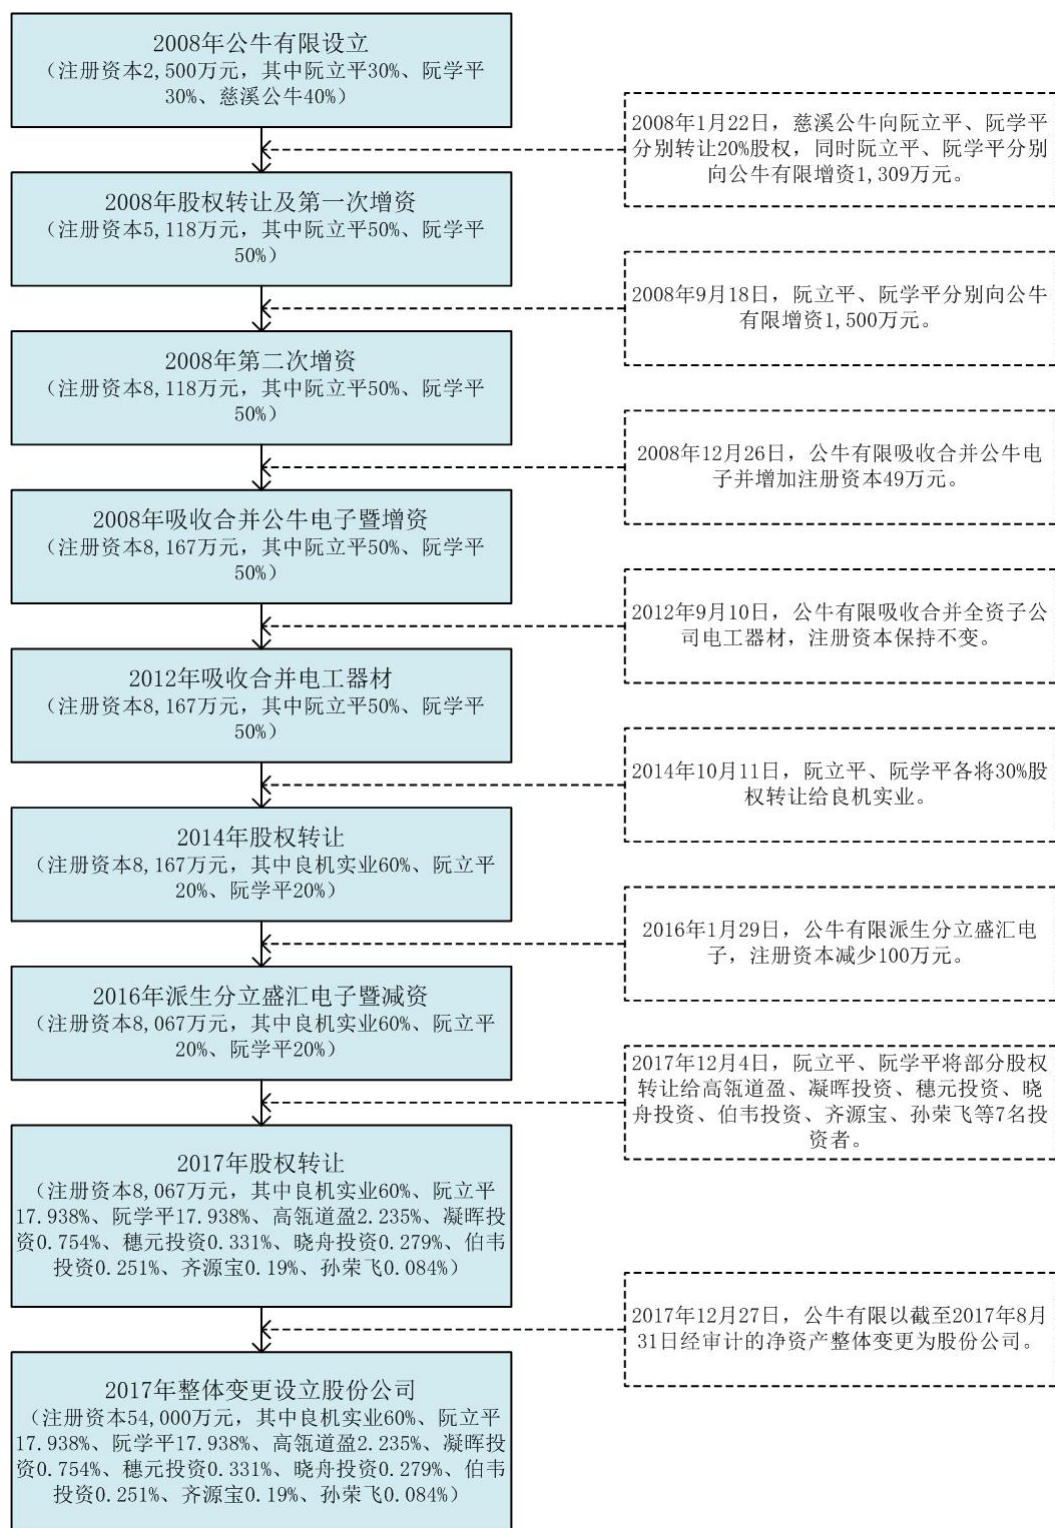 2008年公牛有限设立
（注册资本2,500万元，其中阮立平30%、阮学平
30%、慈溪公牛40%）
2008年1月22日，慈溪公牛向阮立平、阮学平
分别转让20%股权，同时阮立平、阮学平分别
向公牛有限增资1,309万元。
2008年股权转让及第一次增资
（注册资本5,118万元，其中阮立平50%、阮学平
50%）
2008年9月18日，阮立平、阮学平分别向公牛
有限增资1,500万元。
2008年第二次增资
（注册资本8,118万元，其中阮立平50%、阮学平
50%）
2008年12月26日，公牛有限吸收合并公牛电
子并增加注册资本49万元。
2008年吸收合并公牛电子暨增资
（注册资本8,167万元，其中阮立平50%、阮学平
50%）
2012年9月10日，公牛有限吸收合并全资子公
司电工器材，注册资本保持不变。
2012年吸收合并电工器材
（注册资本8,167万元，其中阮立平50%、阮学平
50%）
2014年10月11日，阮立平、阮学平各将30%股
权转让给良机实业。
2014年股权转让
（注册资本8,167万元，其中良机实业60%、阮立平
20%、阮学平20%）
2016年1月29日，公牛有限派生分立盛汇电
子，注册资本减少100万元。
2016年派生分立盛汇电子暨减资
（注册资本8,067万元，其中良机实业60%、阮立平
20%、阮学平20%）
2017年12月4日，阮立平、阮学平将部分股权
转让给高瓴道盈、凝晖投资、穗元投资、晓
舟投资、伯韦投资、齐源宝、孙荣飞等7名投
资者。
2017年股权转让
（注册资本8,067万元，其中良机实业60%、阮立平
17.938%、阮学平17.938%、高瓴道盈2.235%、凝晖投
资0.754%、穗元投资0.331%、晓舟投资0.279%、伯韦
投资0.251%、齐源宝0.19%、孙荣飞0.084%）
2017年12月27日，公牛有限以截至2017年8月
31日经审计的净资产整体变更为股份公司。
2017年整体变更设立股份公司
（注册资本54,000万元，其中良机实业60%、阮立平
17.938%、阮学平17.938%、高瓴道盈2.235%、凝晖投
资0.754%、穗元投资0.331%、晓舟投资0.279%、伯韦
投资0.251%、齐源宝0.19%、孙荣飞0.084%）